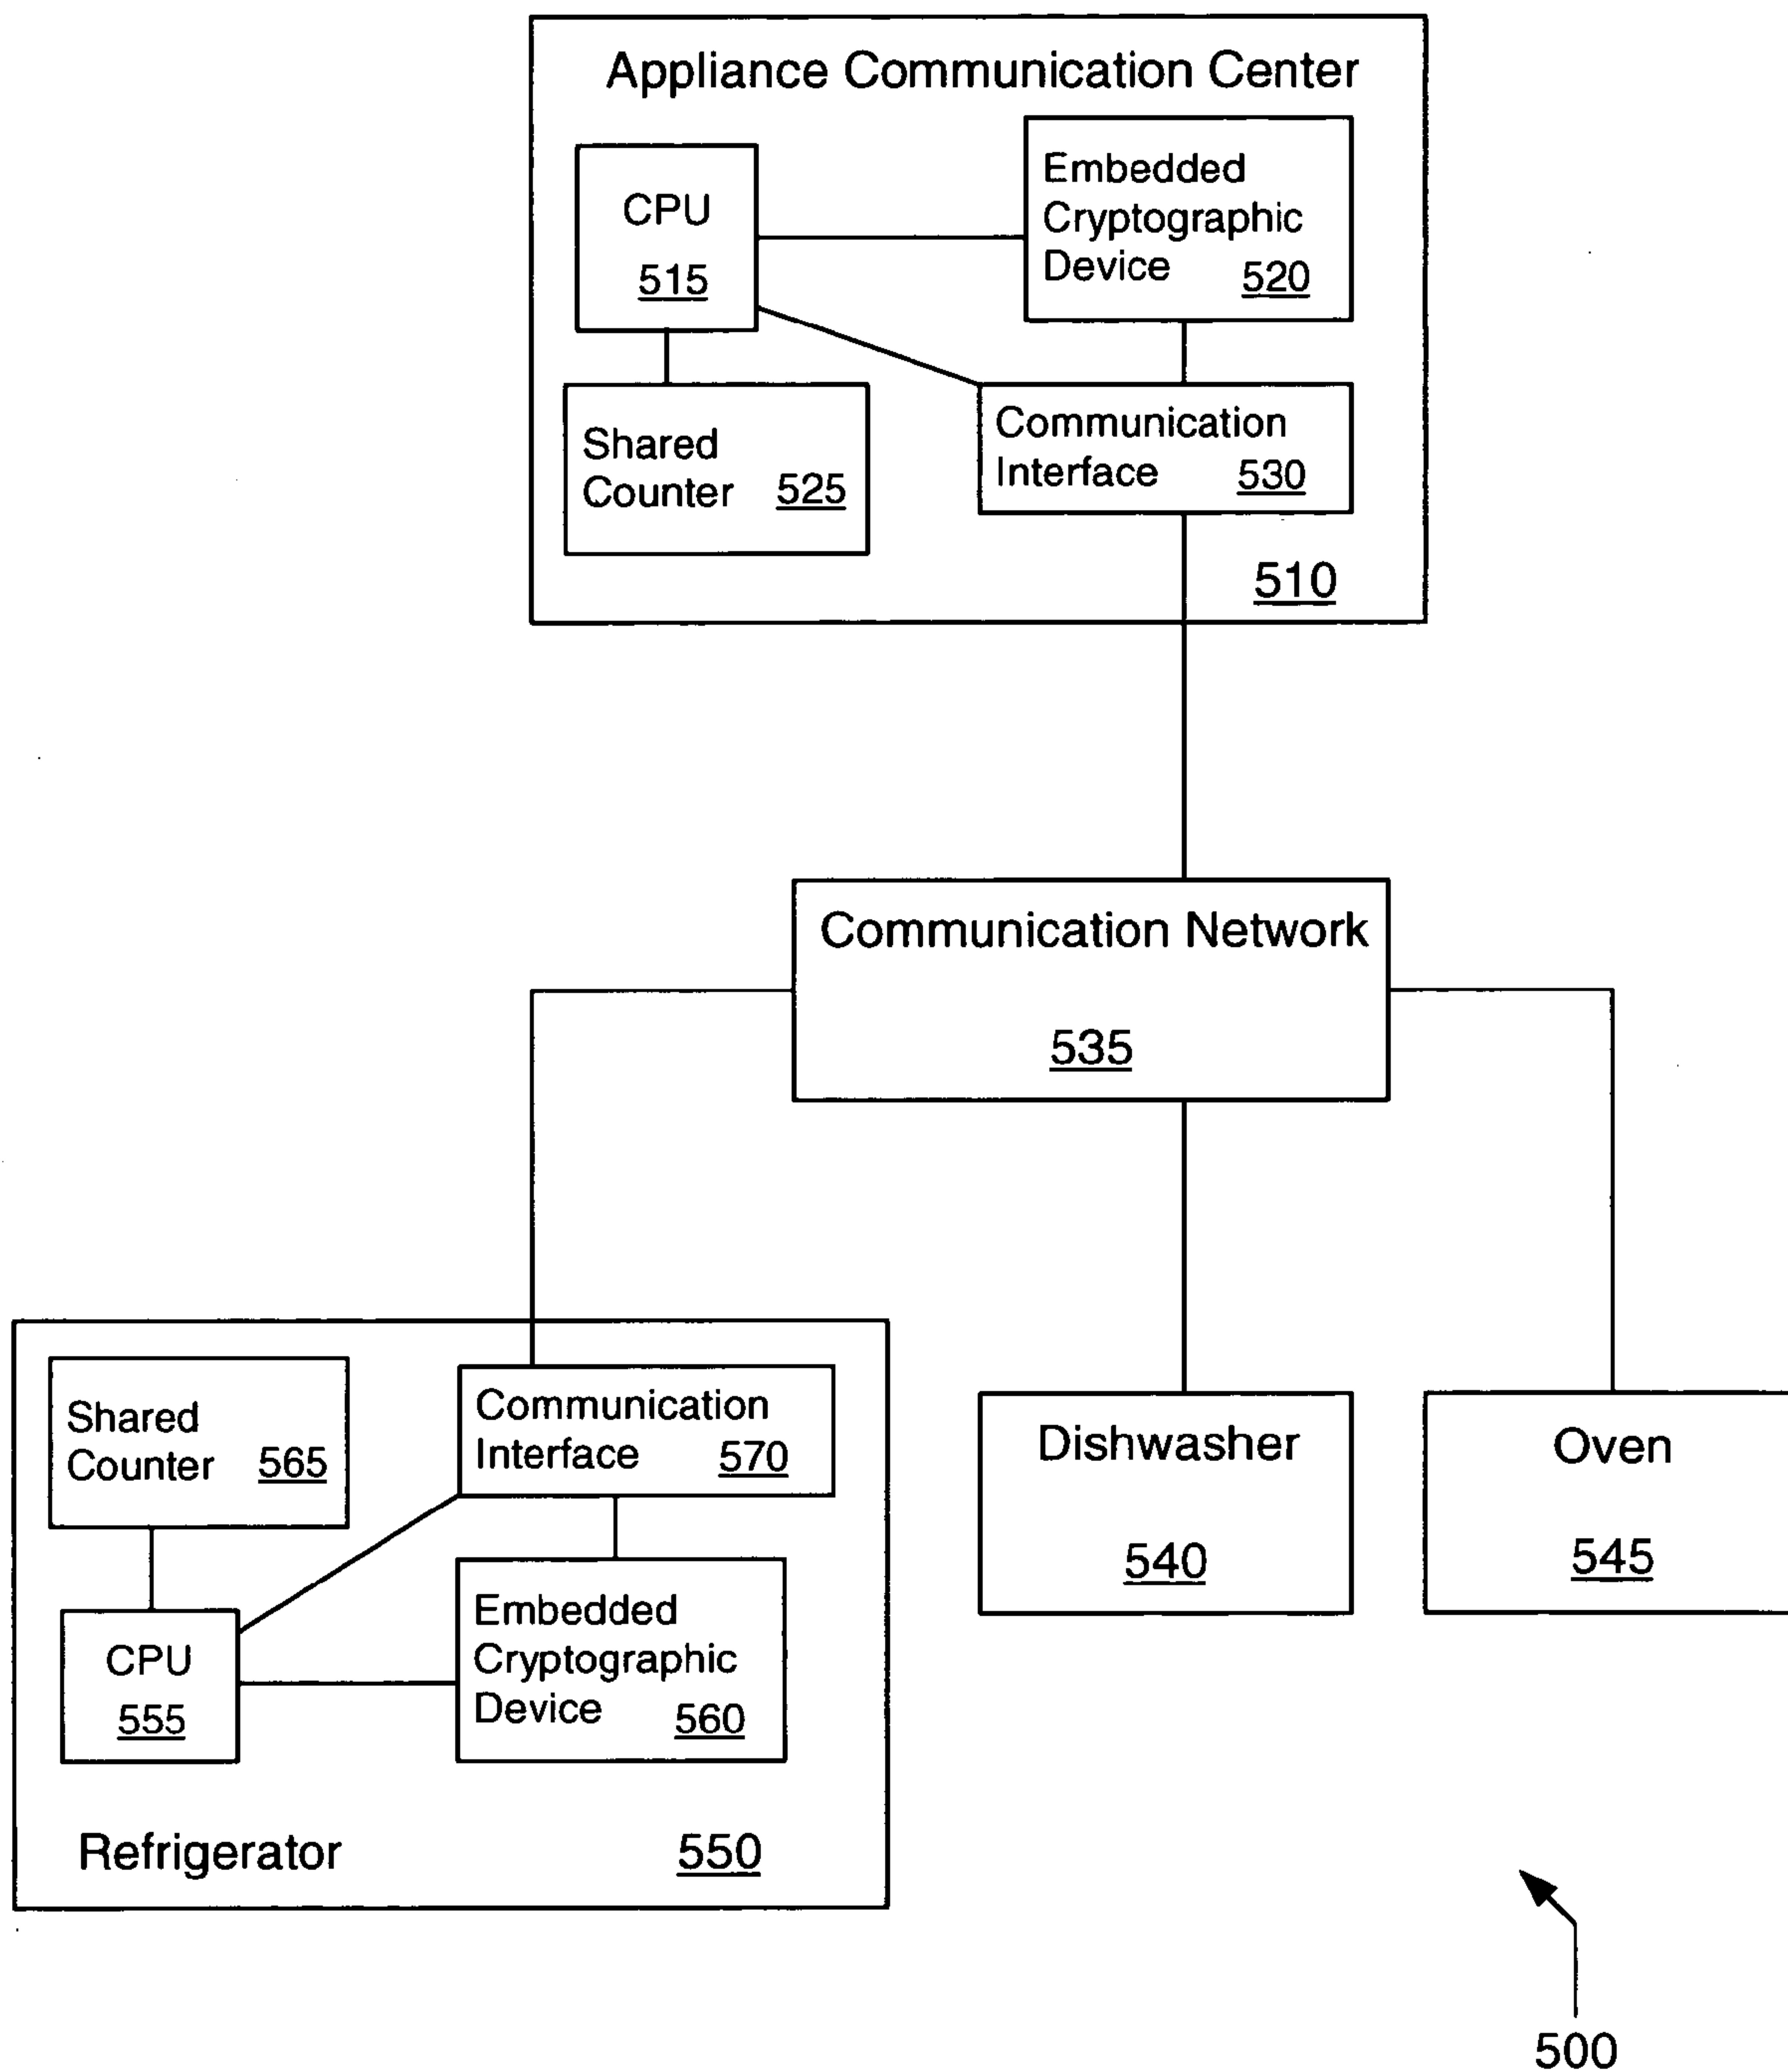 Appliance Communication Center
CPU
515
Embedded
Cryptographic
Device 520
Shared
Counter 525
Communication
Interface 530
510
Communication Network
535
Shared
Counter 565
Communication
Interface 570
CPU
555
Embedded
Cryptographic
Device 560
Refrigerator 550
Dishwasher
540
Oven
545
500